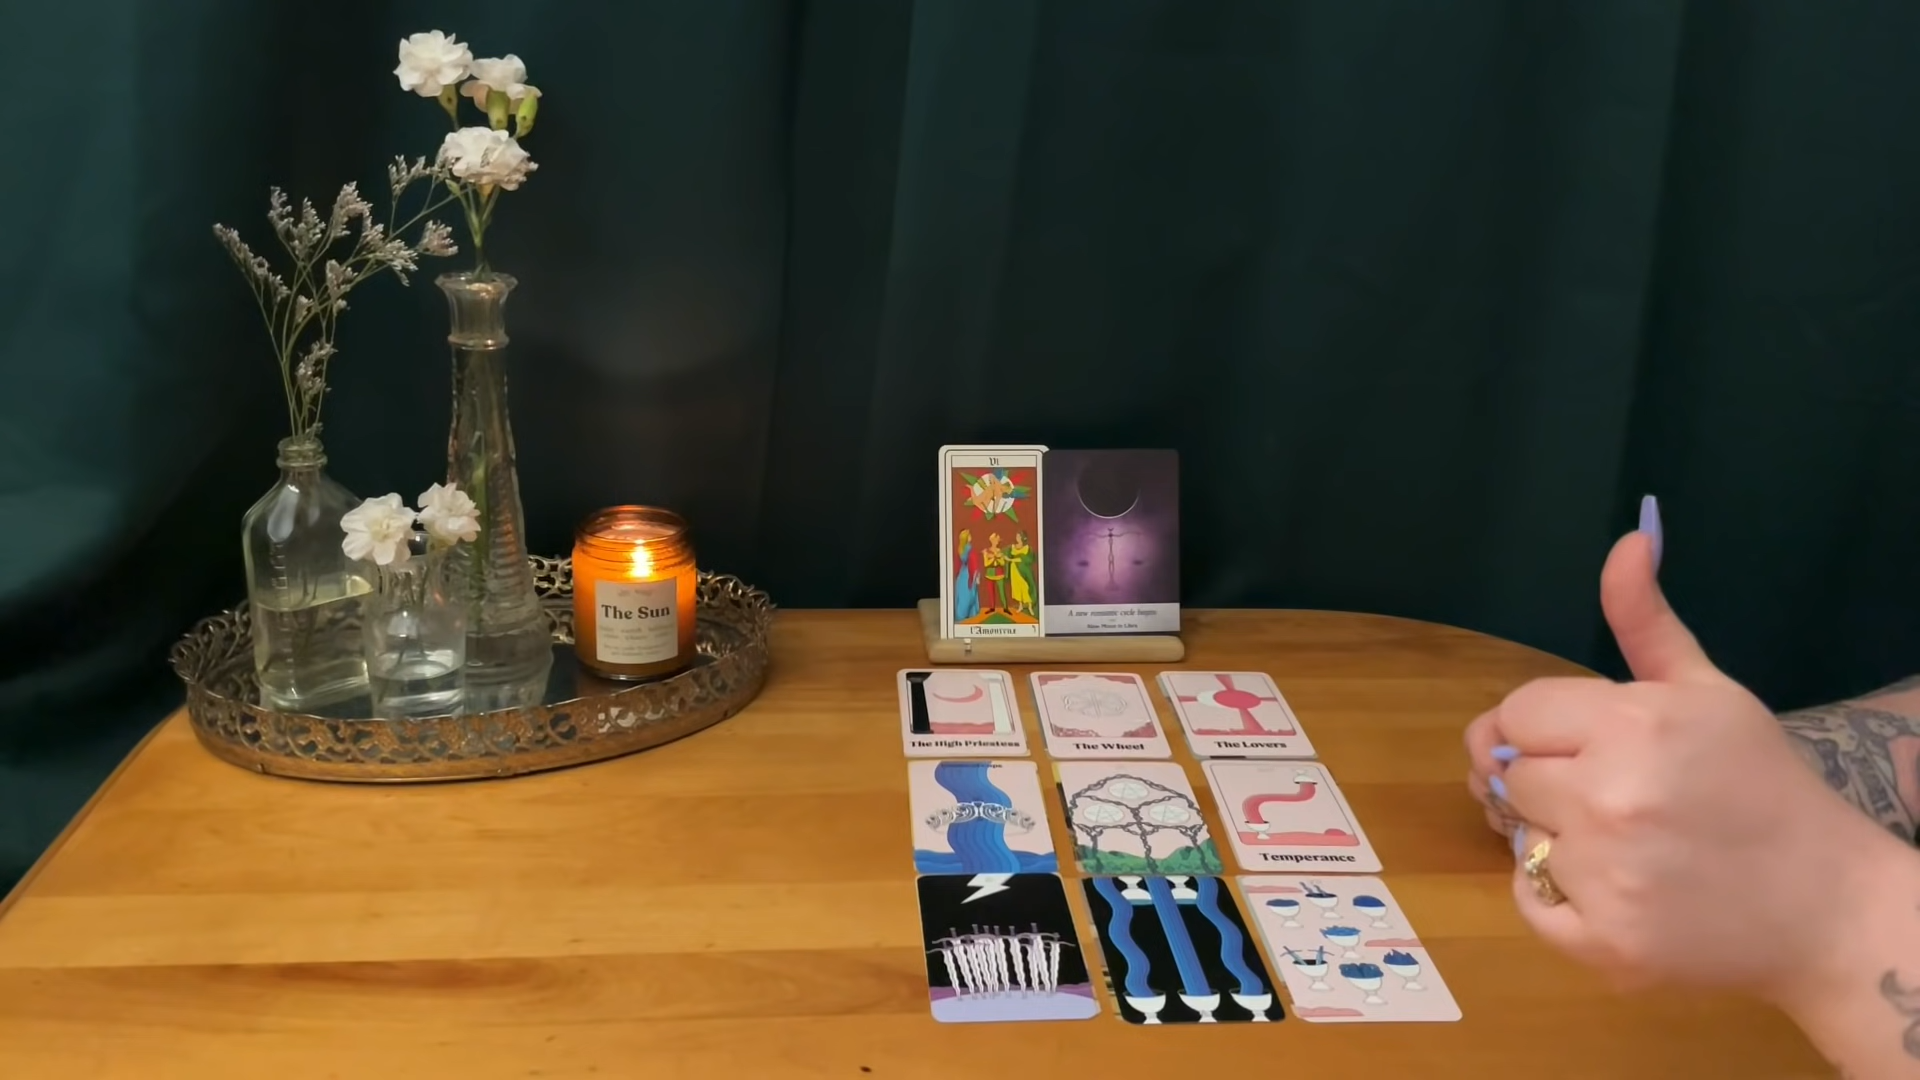 The Sun
VI
l'Amoureux
A new romantic cycle begins.
New Moon in Libra
The High Priestess
The Wheel
The Lovers
Temperance